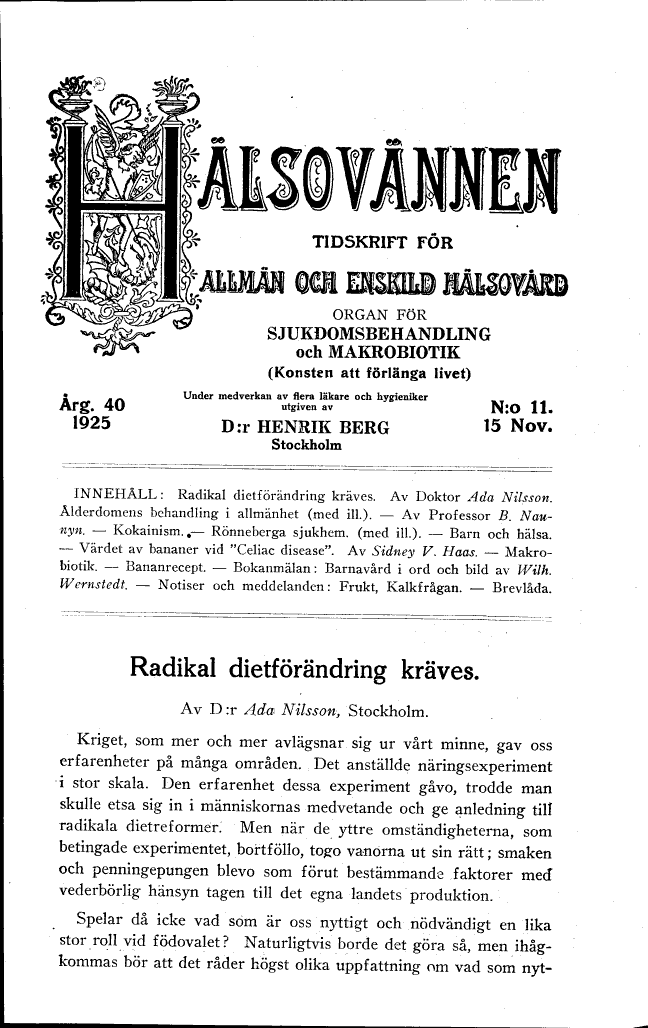 HÄLSOVÄNNEN
TIDSKRIFT FÖR
ALLMÄN OCH ENSKILD HÄLSOVÅRD
ORGAN FÖR
SJUKDOMSBEHANDLING
och MAKROBIOTIK
(Konsten att förlänga livet)
Årg. 40
1925
Under medverkan av flera läkare och hygieniker
utgiven av
D:r HENRIK BERG
Stockholm
N:o 11.
15 Nov.
INNEHÅLL: Radikal dietförändring kräves. Av Doktor Ada Nilsson.
Ålderdomens behandling i allmänhet (med ill.). — Av Professor B. Nau-
nyn. — Kokainism. — Rönneberga sjukhem. (med ill.). — Barn och hälsa.
— Värdet av bananer vid "Celiac disease". Av Sidney V. Haas. — Makro-
biotik. — Bananrecept. — Bokanmälan: Barnavård i ord och bild av Wilh.
Wernstedt. — Notiser och meddelanden: Frukt, Kalkfrågan. — Brevlåda.
Radikal dietförändring kräves.
Av D:r Ada Nilsson, Stockholm.
Kriget, som mer och mer avlägsnar sig ur vårt minne, gav oss
erfarenheter på många områden. Det anställde näringsexperiment
i stor skala. Den erfarenhet dessa experiment gåvo, trodde man
skulle etsa sig in i människornas medvetande och ge anledning till
radikala dietreformer. Men när de yttre omständigheterna, som
betingade experimentet, bortföllo, togo vanorna ut sin rätt; smaken
och penningepungen blevo som förut bestämmande faktorer med
vederbörlig hänsyn tagen till det egna landets produktion.
Spelar då icke vad som är oss nyttigt och nödvändigt en lika
stor roll vid födovalet? Naturligtvis borde det göra så, men ihåg-
kommas bör att det råder högst olika uppfattning om vad som nyt-